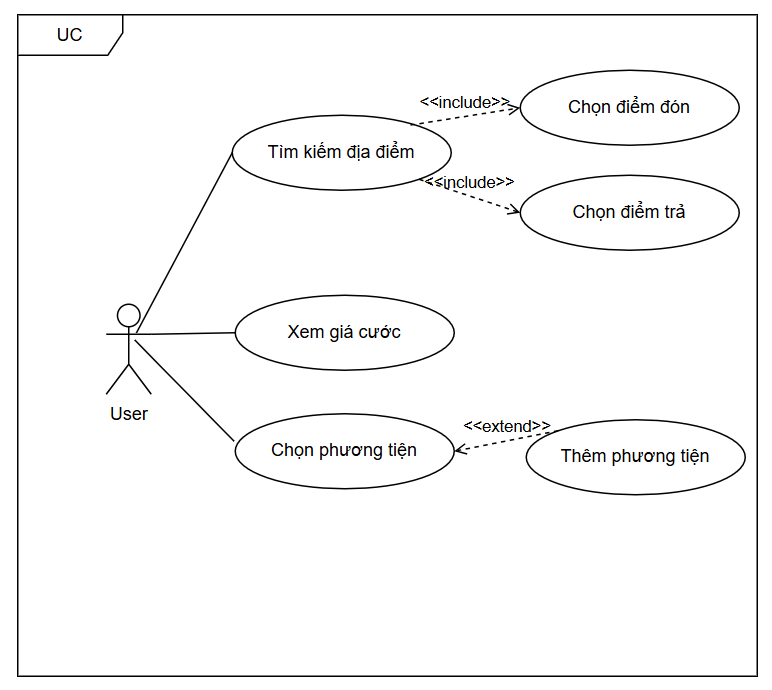 UC
<<include>>
Chọn điểm đón
Tìm kiếm địa điểm
<<include>>
Chọn điểm trả
Xem giá cước
User
<<extend>>
Chọn phương tiện
Thêm phương tiện